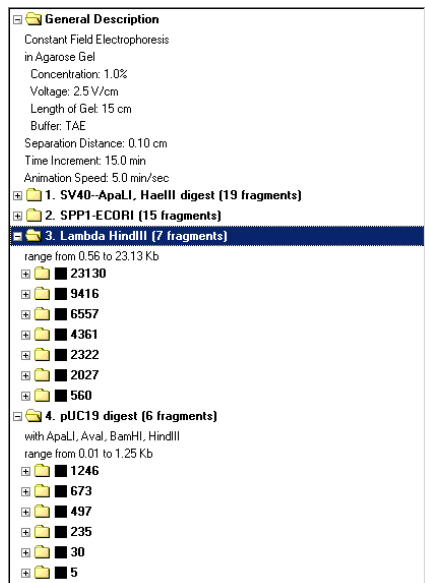 General Description
Constant Field Electrophoresis
in Agarose Gel
Concentration: 1.0%
Voltage: 2.5 V/cm
Length of Gel: 15 cm
Buffer: TAE
Separation Distance: 0.10 cm
Time Increment: 15.0 min
Animation Speed: 5.0 min/sec
1. SV40--ApaLI, HaeIII digest (19 fragments)
2. SPP1-ECORI (15 fragments)
3. Lambda HindIII (7 fragments)
range from 0.56 to 23.13 Kb
23130
9416
6557
4361
2322
2027
560
4. pUC19 digest (6 fragments)
with ApaLI, AvaI, BamHI, HindIII
range from 0.01 to 1.25 Kb
1246
673
497
235
30
5